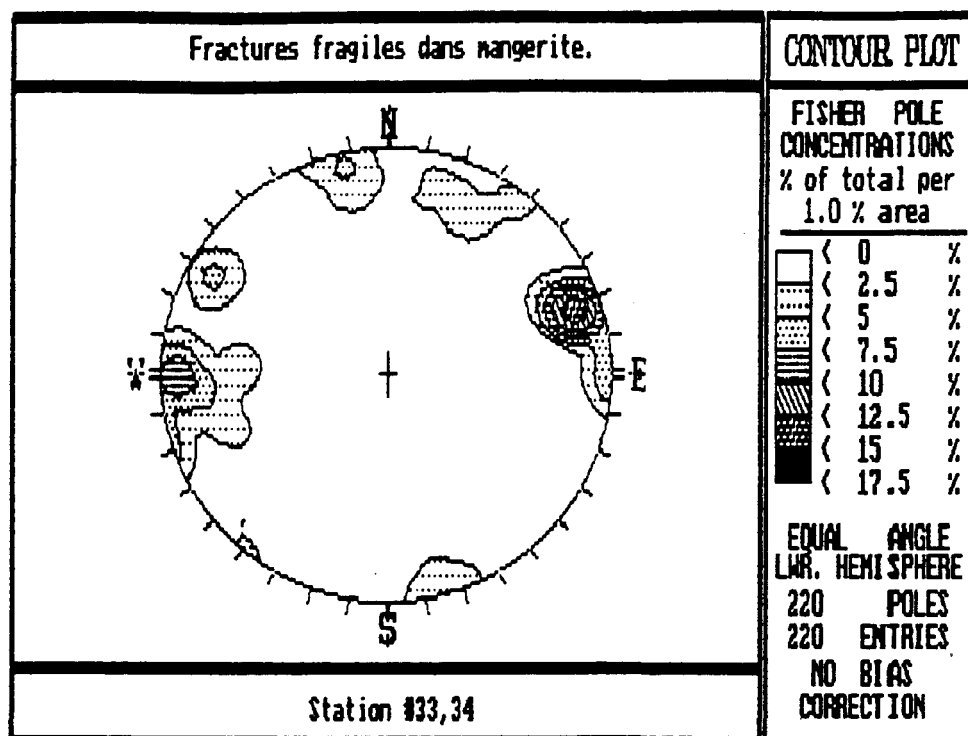 Fractures fragiles dans mangerite.
N
W
E
S
Station #33,34
CONTOUR PLOT
FISHER POLE
CONCENTRATIONS
% of total per
1.0 % area
< 0 %
< 2.5 %
< 5 %
< 7.5 %
< 10 %
< 12.5 %
< 15 %
< 17.5 %
EQUAL ANGLE
LWR. HEMISPHERE
220 POLES
220 ENTRIES
NO BIAS
CORRECTION